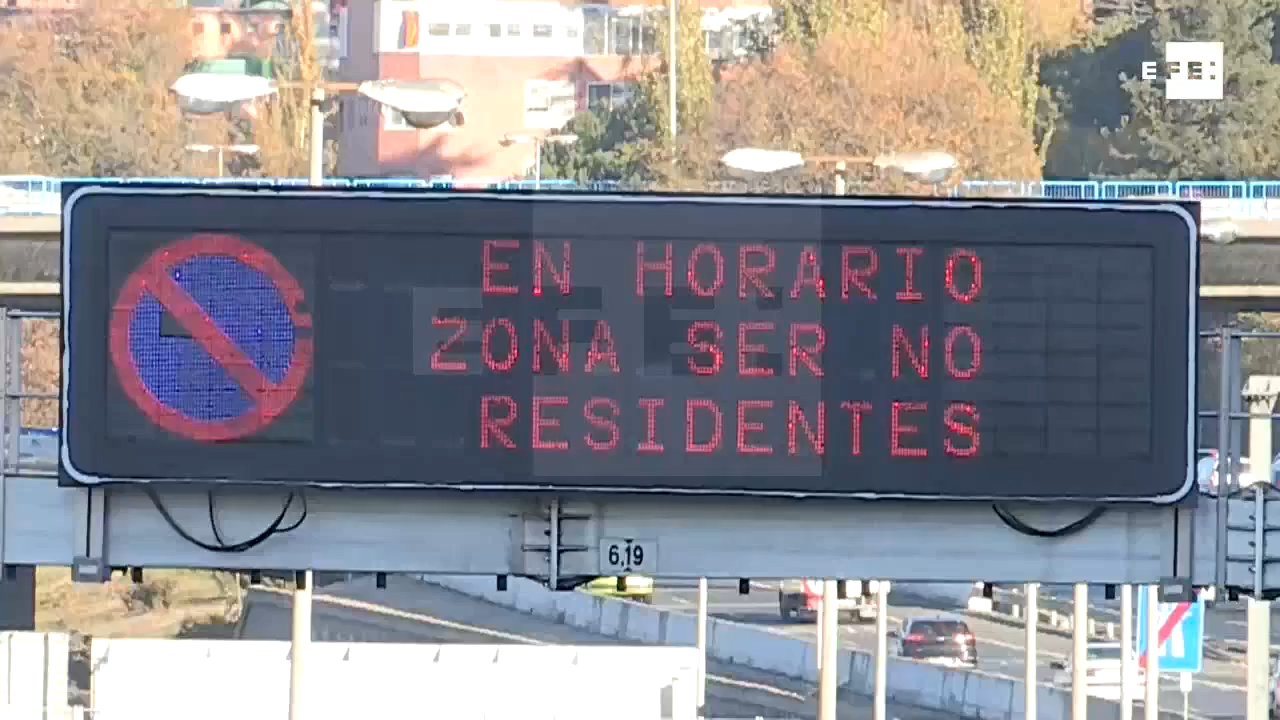 EFE:
EN HORARIO
ZONA SER NO
RESIDENTES
6,19